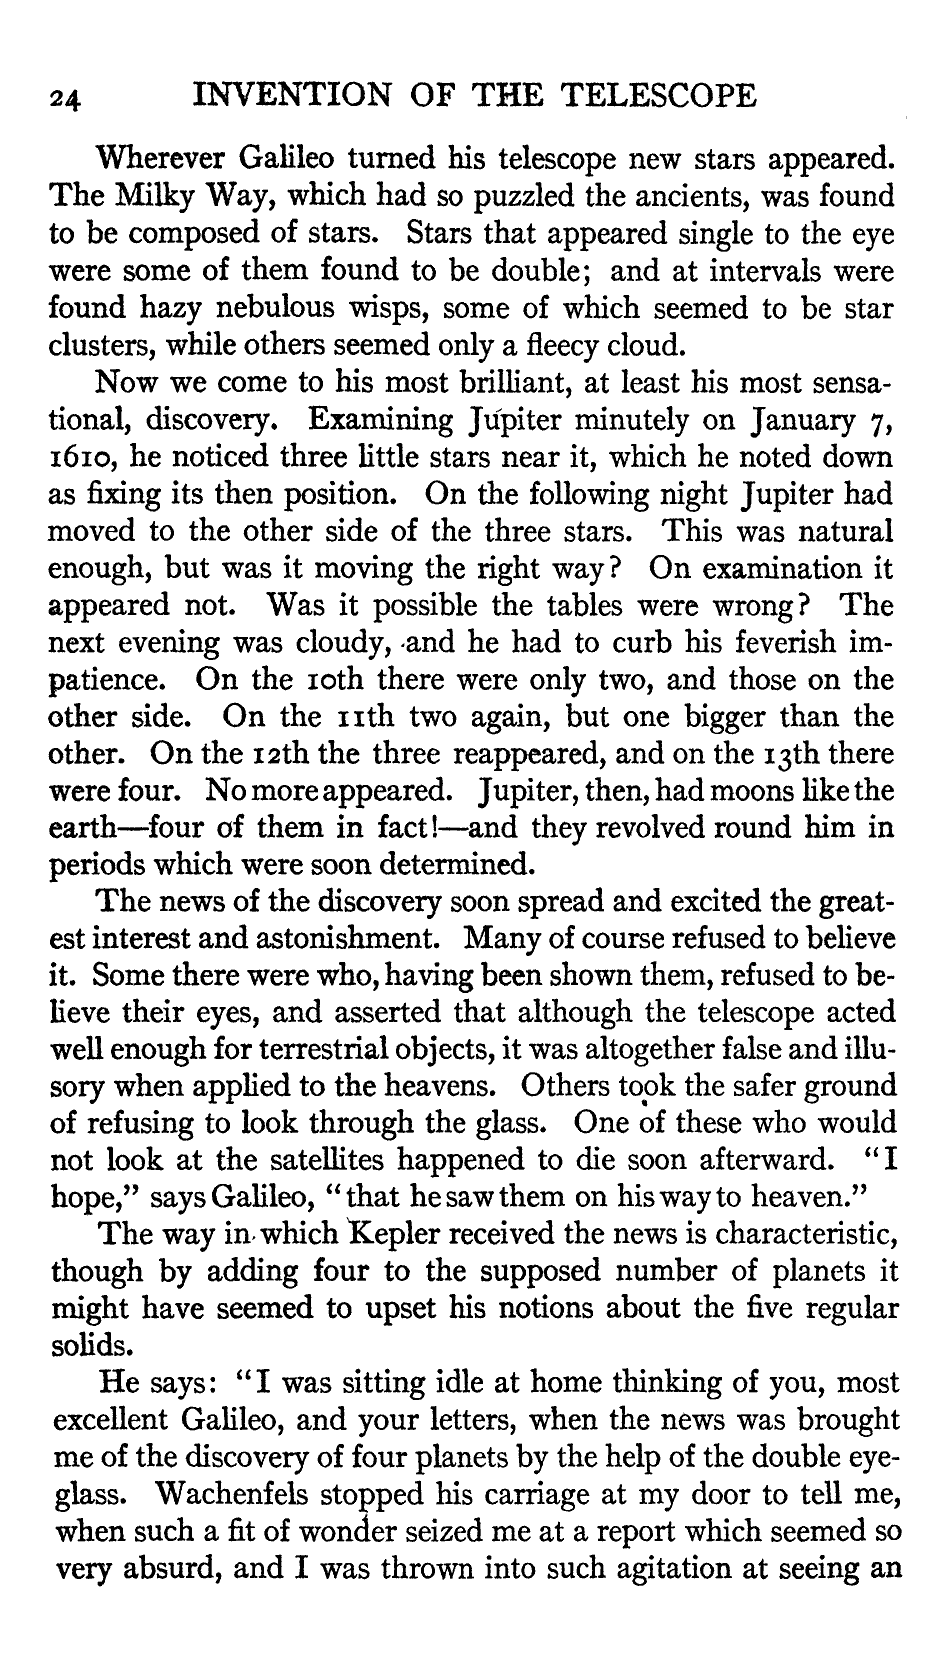 24 INVENTION OF THE TELESCOPE
Wherever Galileo turned his telescope new stars appeared.
The Milky Way, which had so puzzled the ancients, was found
to be composed of stars. Stars that appeared single to the eye
were some of them found to be double; and at intervals were
found hazy nebulous wisps, some of which seemed to be star
clusters, while others seemed only a fleecy cloud.
Now we come to his most brilliant, at least his most sensa-
tional, discovery. Examining Jupiter minutely on January 7,
1610, he noticed three little stars near it, which he noted down
as fixing its then position. On the following night Jupiter had
moved to the other side of the three stars. This was natural
enough, but was it moving the right way? On examination it
appeared not. Was it possible the tables were wrong? The
next evening was cloudy, and he had to curb his feverish im-
patience. On the 10th there were only two, and those on the
other side. On the 11th two again, but one bigger than the
other. On the 12th the three reappeared, and on the 13th there
were four. No more appeared. Jupiter, then, had moons like the
earth—four of them in fact!—and they revolved round him in
periods which were soon determined.
The news of the discovery soon spread and excited the great-
est interest and astonishment. Many of course refused to believe
it. Some there were who, having been shown them, refused to be-
lieve their eyes, and asserted that although the telescope acted
well enough for terrestrial objects, it was altogether false and illu-
sory when applied to the heavens. Others took the safer ground
of refusing to look through the glass. One of these who would
not look at the satellites happened to die soon afterward. "I
hope," says Galileo, "that he saw them on his way to heaven."
The way in which Kepler received the news is characteristic,
though by adding four to the supposed number of planets it
might have seemed to upset his notions about the five regular
solids.
He says: "I was sitting idle at home thinking of you, most
excellent Galileo, and your letters, when the news was brought
me of the discovery of four planets by the help of the double eye-
glass. Wachenfels stopped his carriage at my door to tell me,
when such a fit of wonder seized me at a report which seemed so
very absurd, and I was thrown into such agitation at seeing an